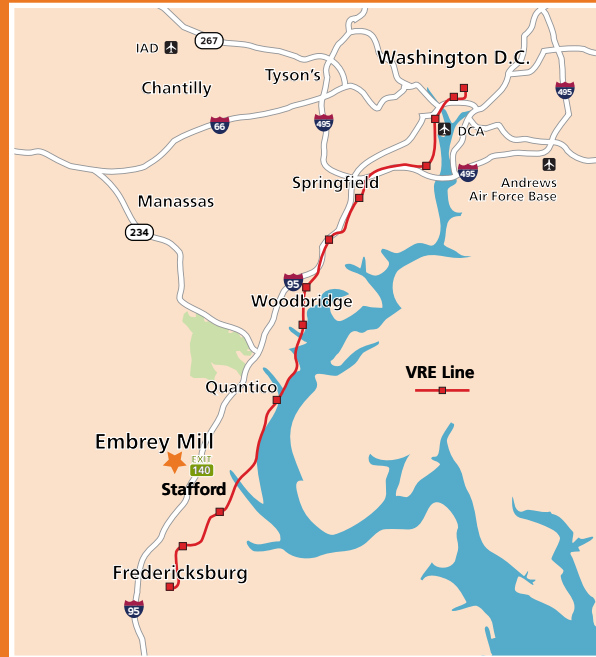 IAD
267
Washington D.C.
Tyson's
Chantilly
495
66
495
DCA
495
Springfield
Andrews
Air Force Base
Manassas
234
95
Woodbridge
VRE Line
Quantico
Embrey Mill
EXIT
140
Stafford
Fredericksburg
95